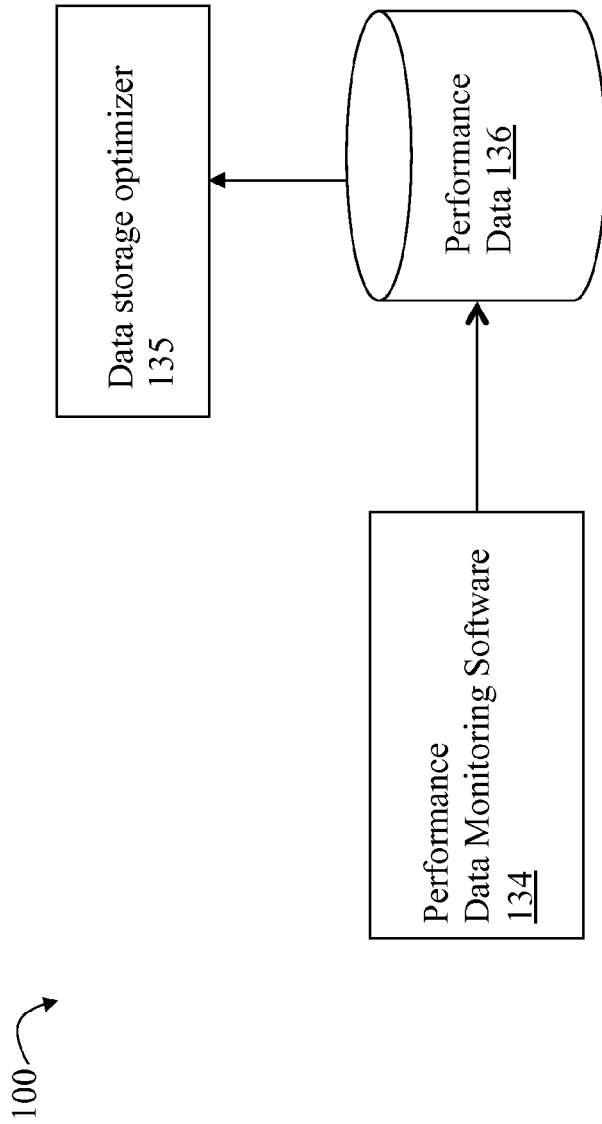 100
Data storage optimizer
135
Performance
Data 136
Performance
Data Monitoring Software
134